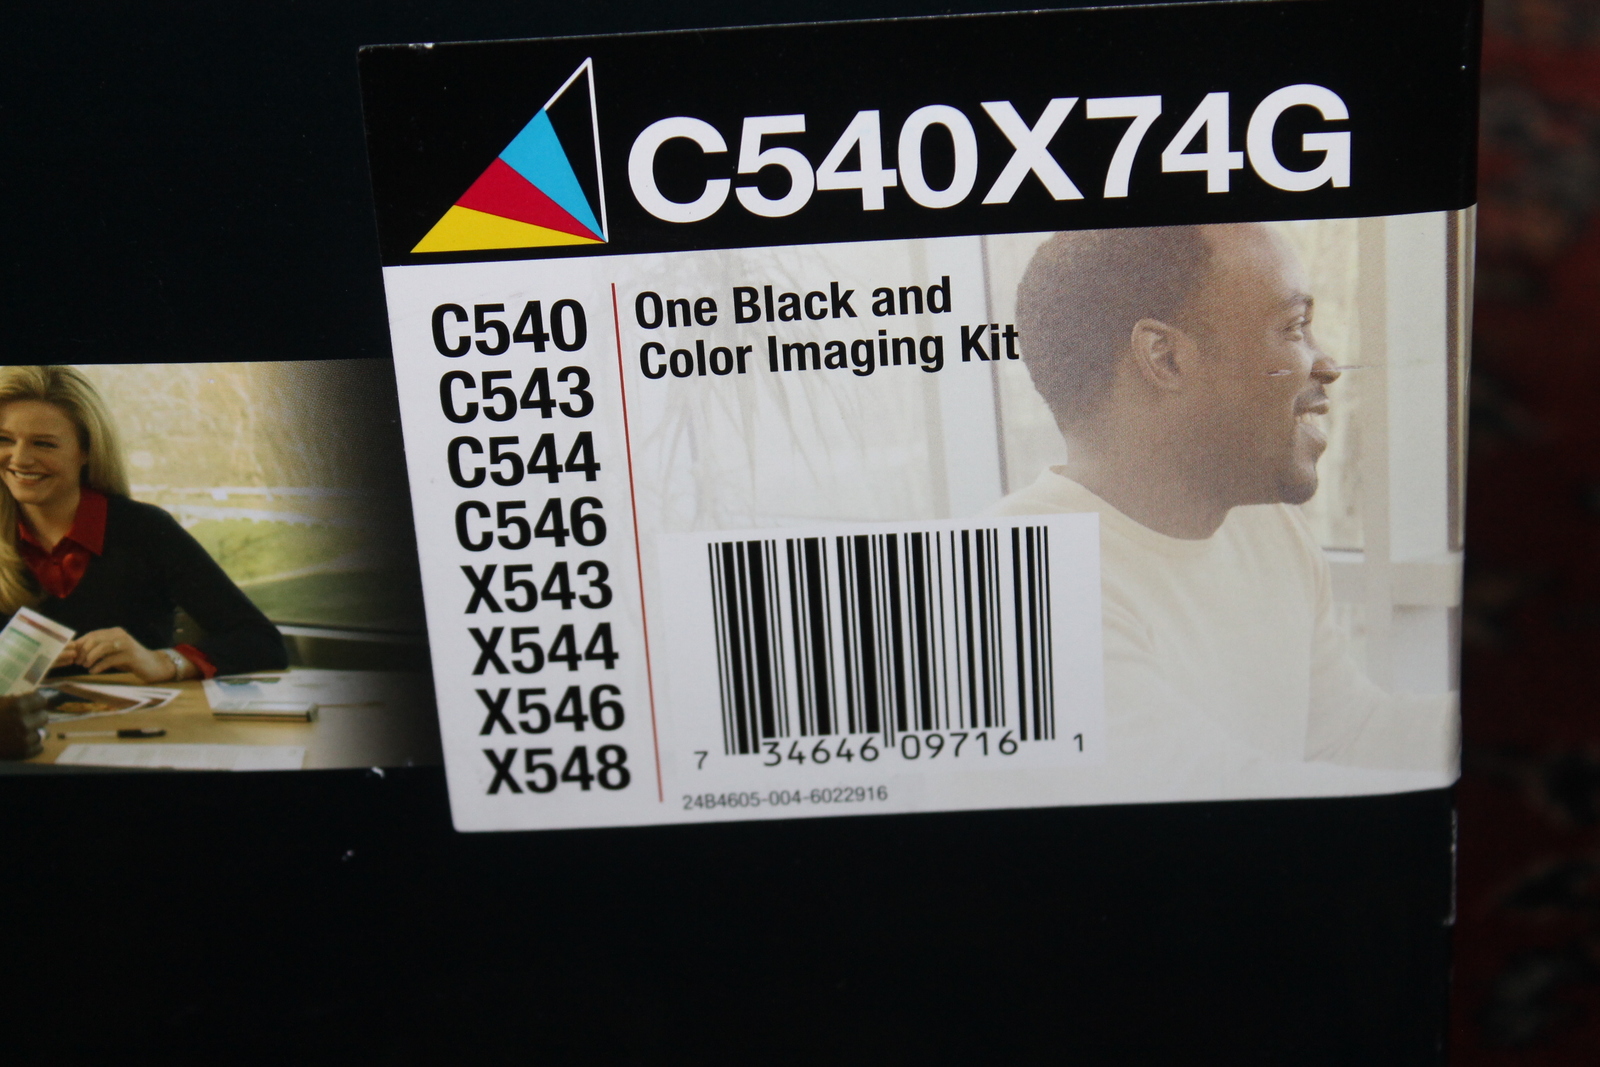 C540X74G
C540
C543
C544
C546
X543
X544
X546
X548
One Black and
Color Imaging Kit
7 34646 09716 1
24B4605-004-6022916